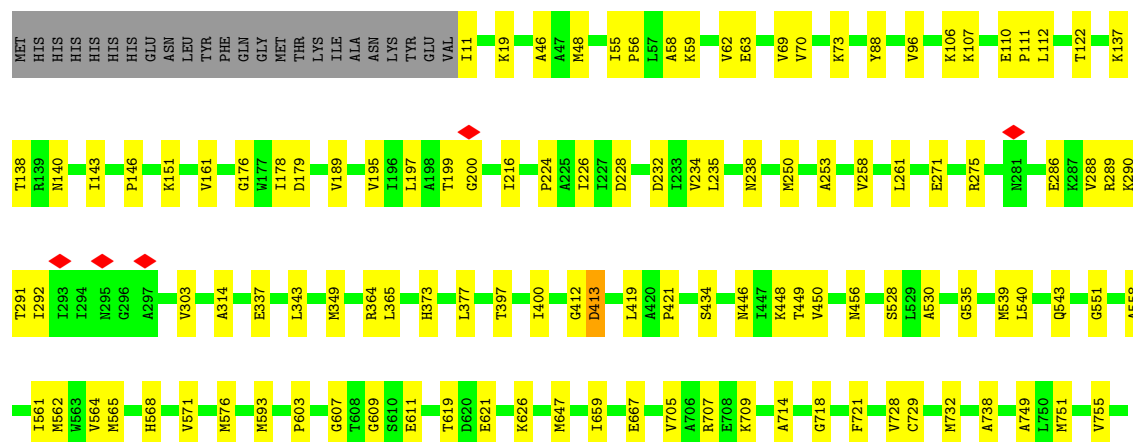 MET HIS HIS HIS HIS HIS HIS GLU ASN LEU TYR PHE GLN GLY MET THR LYS ILE ALA ASN LYS TYR GLU VAL I11 K19 A46 A47 M48 I55 P56 L57 A58 K59 V62 E63 V69 V70 K73 Y88 V96 K106 K107 E110 P111 L112 T122 K137
T138 R139 N140 I143 P146 K151 V161 G176 W177 I178 D179 V189 V195 I196 L197 A198 T199 G200 I216 P224 A225 I226 I227 D228 D232 I233 V234 L235 N238 M250 A253 V258 L261 E271 R275 N281 E286 K287 V288 R289 K290
T291 I292 I293 I294 N295 G296 A297 V303 A314 E337 L343 M349 R364 L365 H373 L377 T397 I400 G412 D413 L419 A420 P421 S434 N446 I447 K448 T449 V450 N456 S528 L529 A530 G535 M539 L540 Q543 G551 A558
I561 M562 W563 V564 M565 H568 V571 M576 M593 P603 G607 T608 G609 S610 E611 T619 D620 E621 K626 M647 I659 E667 V705 A706 R707 E708 K709 A714 G718 F721 V728 C729 M732 A738 A749 L750 M751 V755